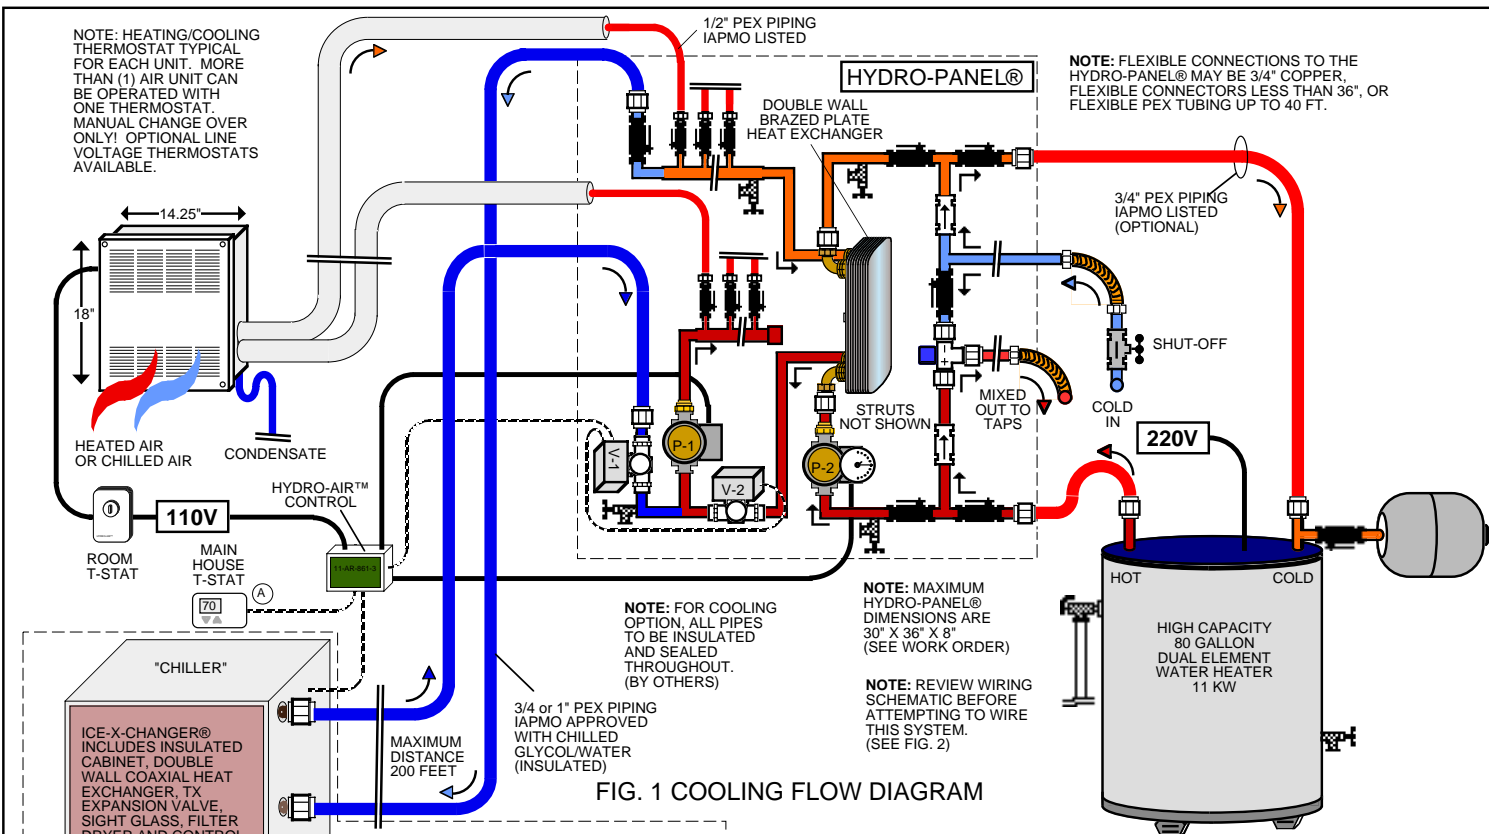 NOTE: HEATING/COOLING
THERMOSTAT TYPICAL
FOR EACH UNIT. MORE
THAN (1) AIR UNIT CAN
BE OPERATED WITH
ONE THERMOSTAT.
MANUAL CHANGE OVER
ONLY! OPTIONAL LINE
VOLTAGE THERMOSTATS
AVAILABLE.
1/2" PEX PIPING
IAPMO LISTED
HYDRO-PANEL®
NOTE: FLEXIBLE CONNECTIONS TO THE
HYDRO-PANEL® MAY BE 3/4" COPPER,
FLEXIBLE CONNECTORS LESS THAN 36", OR
FLEXIBLE PEX TUBING UP TO 40 FT.
DOUBLE WALL
BRAZED PLATE
HEAT EXCHANGER
3/4" PEX PIPING
IAPMO LISTED
(OPTIONAL)
14.25"
18"
SHUT-OFF
COLD
IN
MIXED
OUT TO
TAPS
STRUTS
NOT SHOWN
HEATED AIR
OR CHILLED AIR
CONDENSATE
P-1
P-2
V-1
V-2
220V
HYDRO-AIR™
CONTROL
110V
ROOM
T-STAT
MAIN
HOUSE
T-STAT
11-AR-861-3
A
70
HOT
COLD
HIGH CAPACITY
80 GALLON
DUAL ELEMENT
WATER HEATER
11 KW
NOTE: FOR COOLING
OPTION, ALL PIPES
TO BE INSULATED
AND SEALED
THROUGHOUT.
(BY OTHERS)
NOTE: MAXIMUM
HYDRO-PANEL®
DIMENSIONS ARE
30" X 36" X 8"
(SEE WORK ORDER)
NOTE: REVIEW WIRING
SCHEMATIC BEFORE
ATTEMPTING TO WIRE
THIS SYSTEM.
(SEE FIG. 2)
"CHILLER"
ICE-X-CHANGER®
INCLUDES INSULATED
CABINET, DOUBLE
WALL COAXIAL HEAT
EXCHANGER, TX
EXPANSION VALVE,
SIGHT GLASS, FILTER
DRYER AND CONTROL
MAXIMUM
DISTANCE
200 FEET
3/4 or 1" PEX PIPING
IAPMO APPROVED
WITH CHILLED
GLYCOL/WATER
(INSULATED)
FIG. 1 COOLING FLOW DIAGRAM